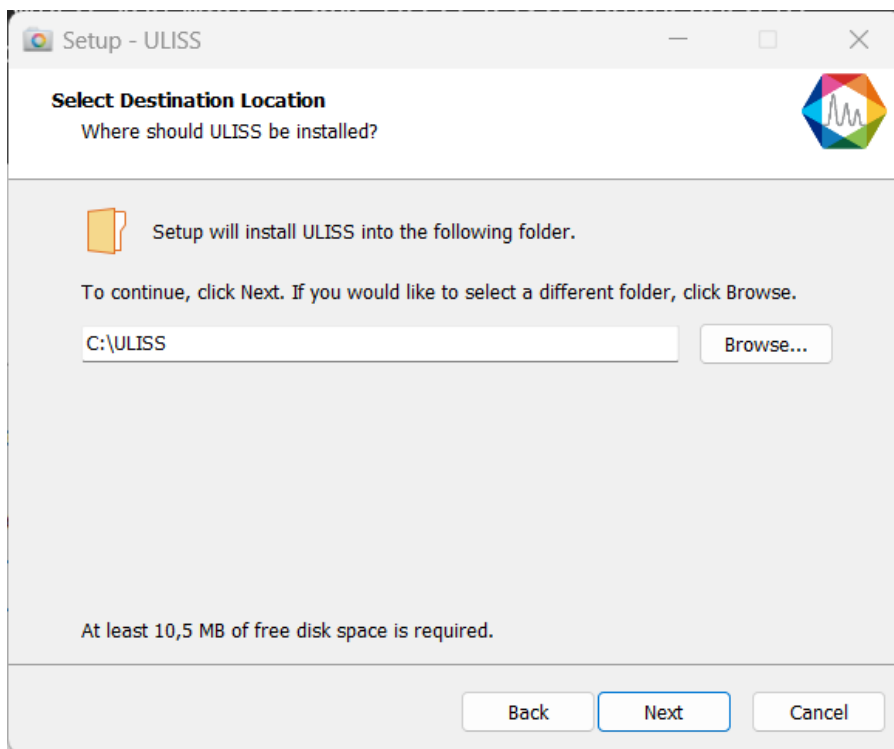 Setup - ULISS
Select Destination Location
Where should ULISS be installed?
Setup will install ULISS into the following folder.
To continue, click Next. If you would like to select a different folder, click Browse.
C:\ULISS
Browse...
At least 10,5 MB of free disk space is required.
Back
Next
Cancel